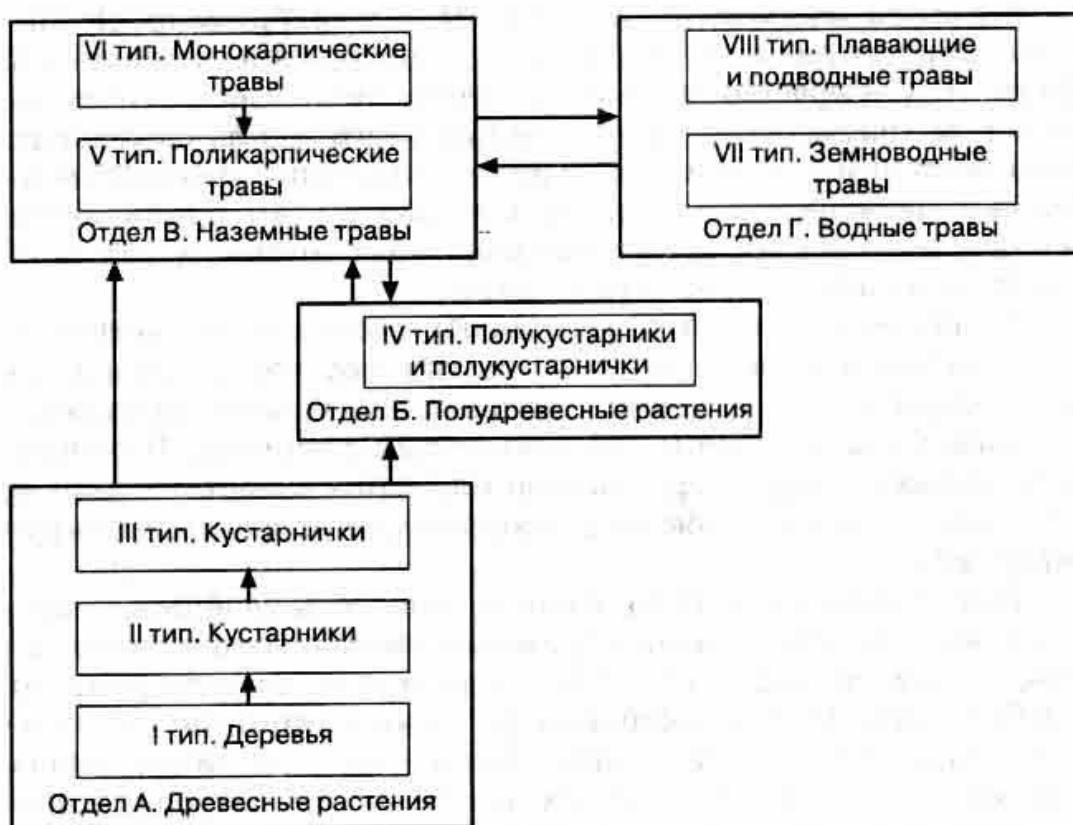 VI тип. Монокарпические
травы
V тип. Поликарпические
травы
Отдел В. Наземные травы
VIII тип. Плавающие
и подводные травы
VII тип. Земноводные
травы
Отдел Г. Водные травы
IV тип. Полукустарники
и полукустарнички
Отдел Б. Полудревесные растения
III тип. Кустарнички
II тип. Кустарники
I тип. Деревья
Отдел А. Древесные растения